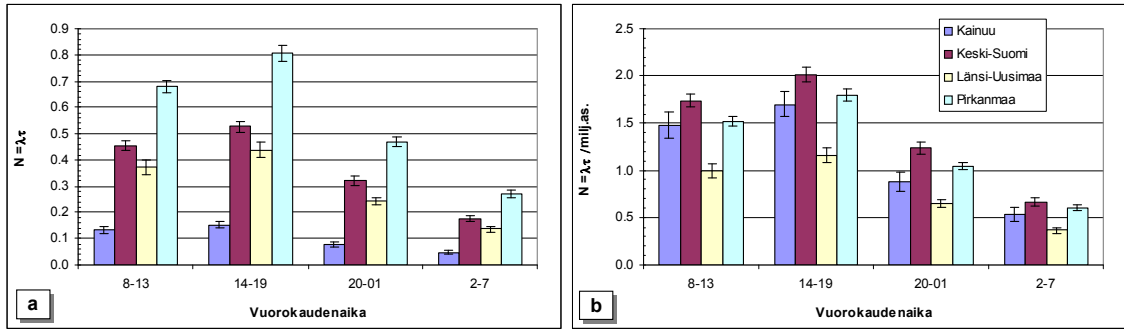 0.9
0.8
0.7
0.6
0.5
0.4
0.3
0.2
0.1
0.0
N = λτ
8-13 14-19 20-01 2-7
Vuorokaudenaika
a
2.5
2.0
1.5
1.0
0.5
0.0
N = λτ /milj.as.
Kainuu
Keski-Suomi
Länsi-Uusimaa
Pirkanmaa
8-13 14-19 20-01 2-7
Vuorokaudenaika
b